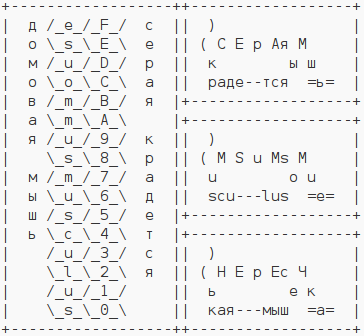 +--------------------++--------------------+
|  д /_e_/_F_/  с  ||  )                 |
|  о \_s_\_E_\  е  || ( С Е р Ая М       |
|  м /_u_/_D_/  р  ||  к         ы ш     |
|  о \_o_\_C_\  а  ||  раде--тся  =ь=    |
|  в /_m_/_B_/  я  |+--------------------+
|  а \_m_\_A_\     |+--------------------+
|  я /_u_/_9_/  к  ||  )                 |
|    \_s_\_8_\  р  || ( M S u Ms M       |
|  м /_m_/_7_/  а  ||  u         o u     |
|  ы \_u_\_6_\  д  ||  scu---lus  =e=    |
|  ш /_s_/_5_/  е  |+--------------------+
|  ь \_c_\_4_\  т  |+--------------------+
|    /_u_/_3_/  с  ||  )                 |
|    \_l_\_2_\  я  || ( Н Е р Ес Ч       |
|    /_u_/_1_/     ||  ь         е к     |
|    \_s_\_0_\     ||  кая---мыш  =а=    |
+--------------------++--------------------+